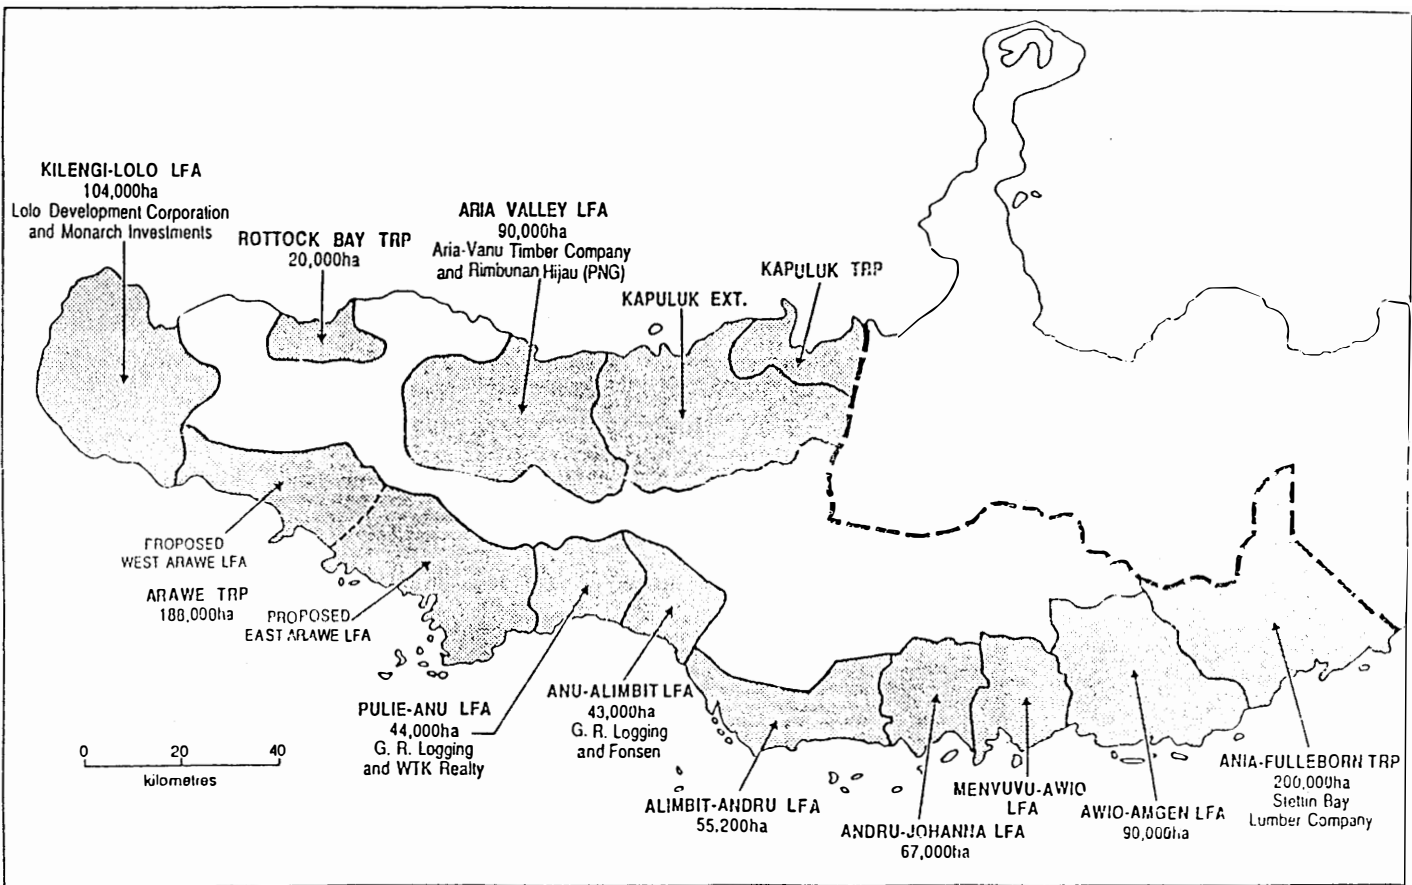 KILENGI-LOLO LFA
104,000ha
Lolo Development Corporation
and Monarch Investments
ROTTOCK BAY TRP
20,000ha
ARIA VALLEY LFA
90,000ha
Aria-Vanu Timber Company
and Rimbunan Hijau (PNG)
KAPULUK EXT.
KAPULUK TRP
PROPOSED
WEST ARAWE LFA
ARAWE TRP
188,000ha
PROPOSED
EAST ARAWE LFA
PULIE-ANU LFA
44,000ha
G. R. Logging
and WTK Realty
ANU-ALIMBIT LFA
43,000ha
G. R. Logging
and Fonsen
ALIMBIT-ANDRU LFA
55,200ha
ANDRU-JOHANNA LFA
67,000ha
MENVUVU-AWIO
LFA
AWIO-AMGEN LFA
90,000ha
ANIA-FULLEBORN TRP
200,000ha
Stettin Bay
Lumber Company
0 20 40
kilometres